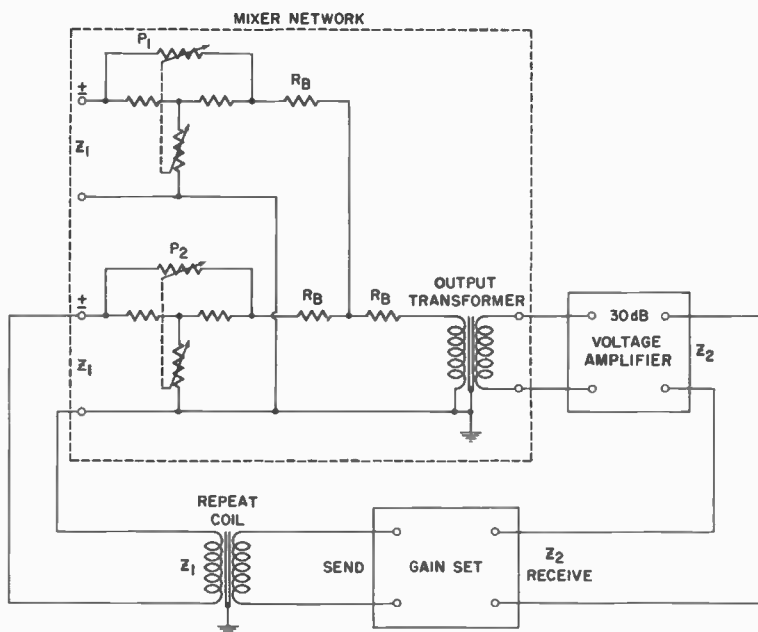 MIXER NETWORK
P1
RB
±
Z1
P2
RB
RB
±
Z1
OUTPUT
TRANSFORMER
30dB
VOLTAGE
AMPLIFIER
Z2
REPEAT
COIL
Z1
SEND
GAIN SET
Z2
RECEIVE